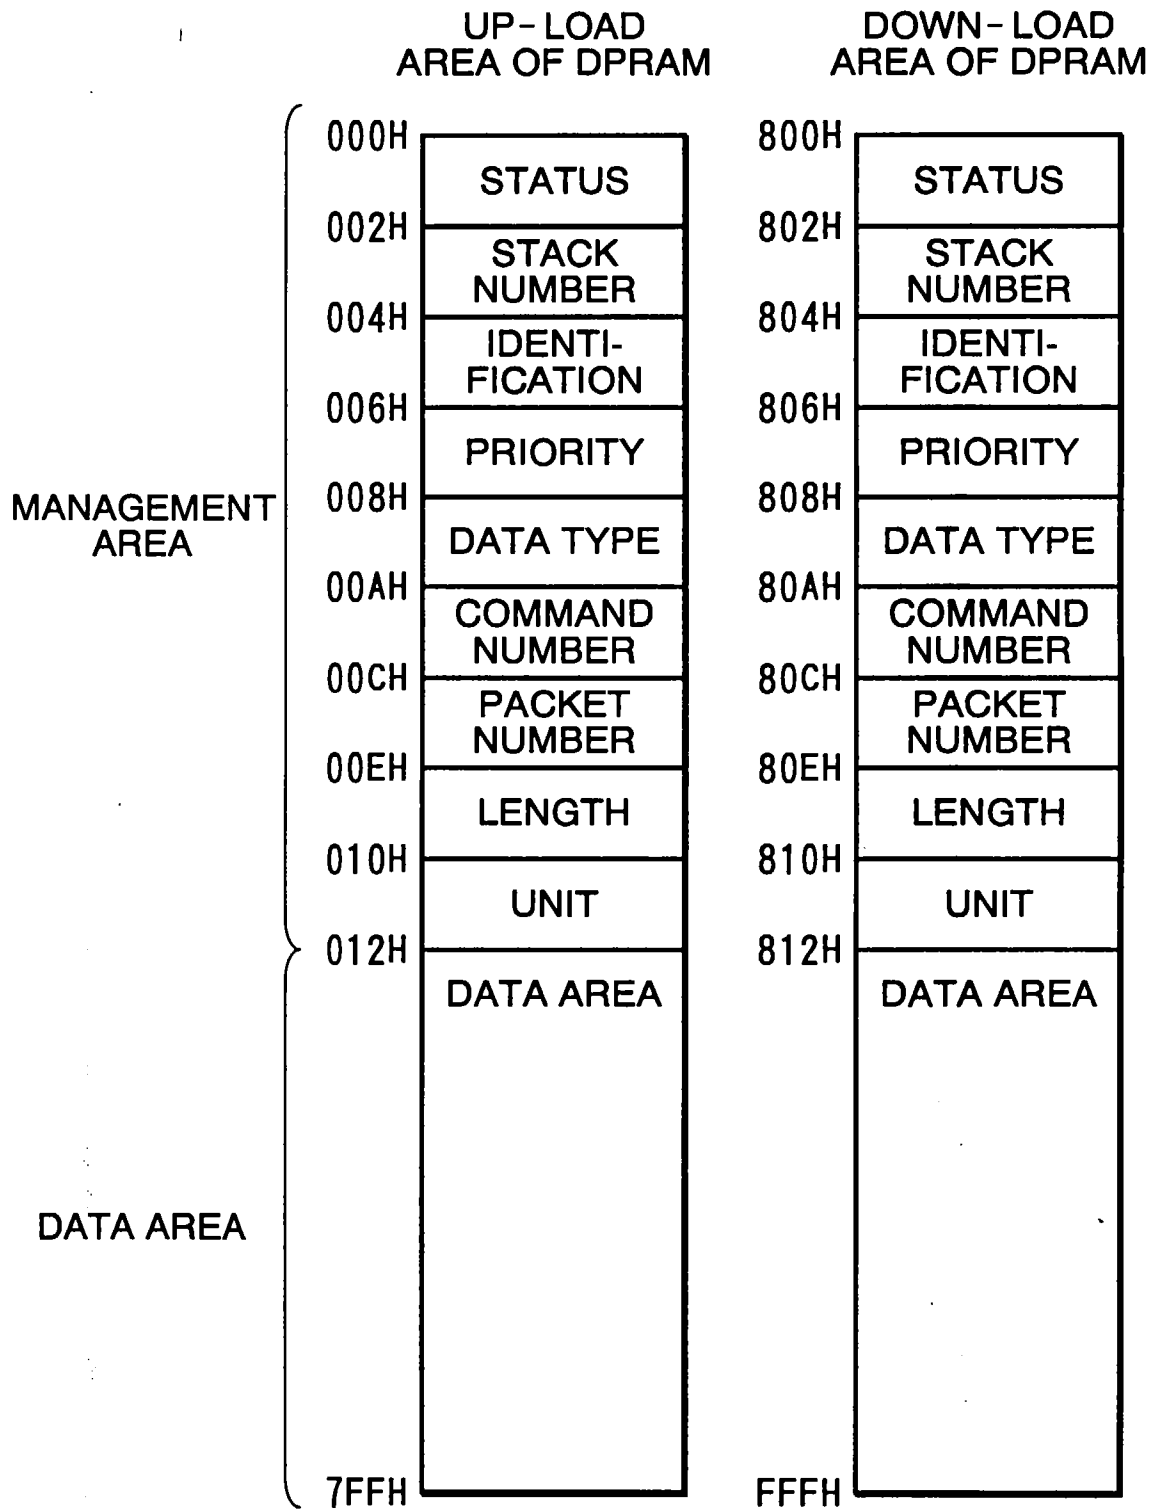 UP-LOAD
AREA OF DPRAM
DOWN-LOAD
AREA OF DPRAM
MANAGEMENT
AREA
DATA AREA
000H
STATUS
002H
STACK
NUMBER
004H
IDENTI-
FICATION
006H
PRIORITY
008H
DATA TYPE
00AH
COMMAND
NUMBER
00CH
PACKET
NUMBER
00EH
LENGTH
010H
UNIT
012H
DATA AREA
7FFH
800H
STATUS
802H
STACK
NUMBER
804H
IDENTI-
FICATION
806H
PRIORITY
808H
DATA TYPE
80AH
COMMAND
NUMBER
80CH
PACKET
NUMBER
80EH
LENGTH
810H
UNIT
812H
DATA AREA
FFFH